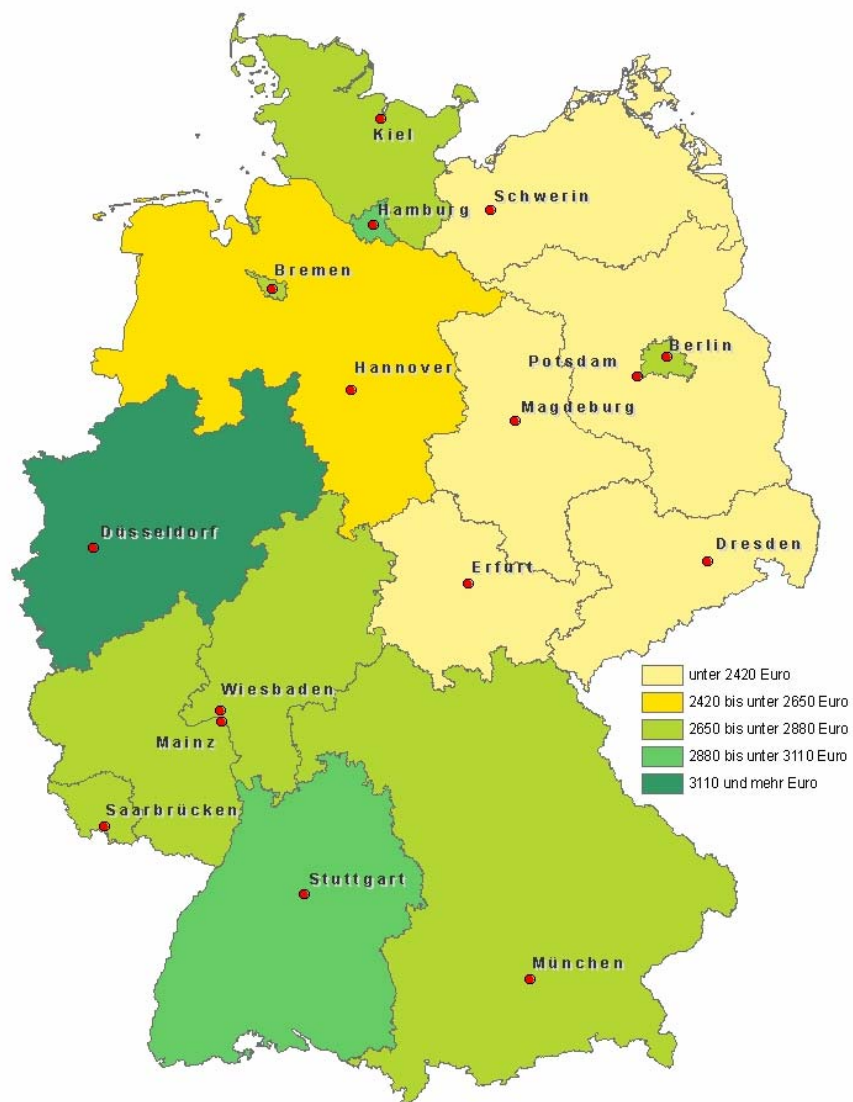 Kiel
Schwerin
Hamburg
Bremen
Berlin
Potsdam
Hannover
Magdeburg
Düsseldorf
Dresden
Erfurt
unter 2420 Euro
2420 bis unter 2650 Euro
2650 bis unter 2880 Euro
2880 bis unter 3110 Euro
3110 und mehr Euro
Wiesbaden
Mainz
Saarbrücken
Stuttgart
München